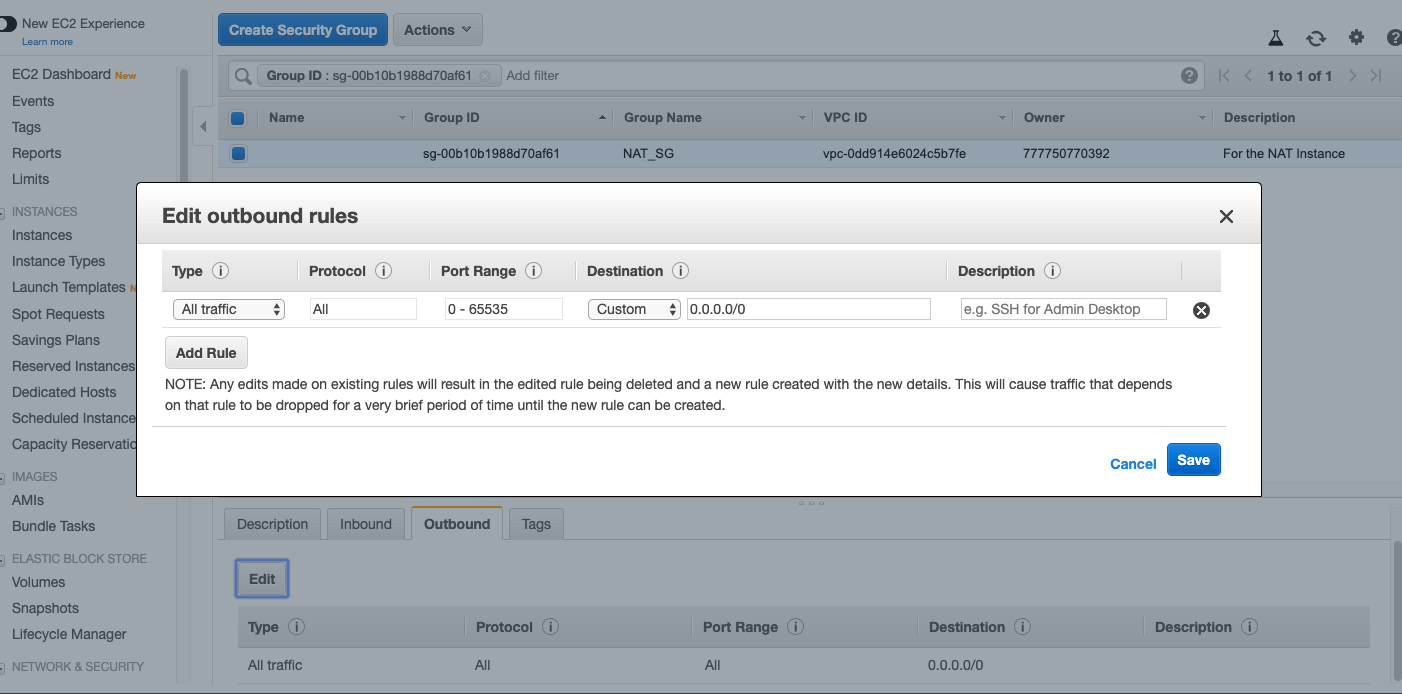 New EC2 Experience
Learn more
EC2 Dashboard New
Events
Tags
Reports
Limits
INSTANCES
Instances
Instance Types
Launch Templates
Spot Requests
Savings Plans
Reserved Instances
Dedicated Hosts
Scheduled Instance
Capacity Reservatio
IMAGES
AMIs
Bundle Tasks
ELASTIC BLOCK STORE
Volumes
Snapshots
Lifecycle Manager
NETWORK & SECURITY
Create Security Group Actions
Group ID : sg-00b10b1988d70af61 Add filter 1 to 1 of 1
Name Group ID Group Name VPC ID Owner Description
sg-00b10b1988d70af61 NAT_SG vpc-0dd914e6024c5b7fe 777750770392 For the NAT Instance
Edit outbound rules
Type Protocol Port Range Destination Description
All traffic All 0 - 65535 Custom 0.0.0.0/0 e.g. SSH for Admin Desktop
Add Rule
NOTE: Any edits made on existing rules will result in the edited rule being deleted and a new rule created with the new details. This will cause traffic that depends
on that rule to be dropped for a very brief period of time until the new rule can be created.
Cancel Save
Description Inbound Outbound Tags
Edit
Type Protocol Port Range Destination Description
All traffic All All 0.0.0.0/0